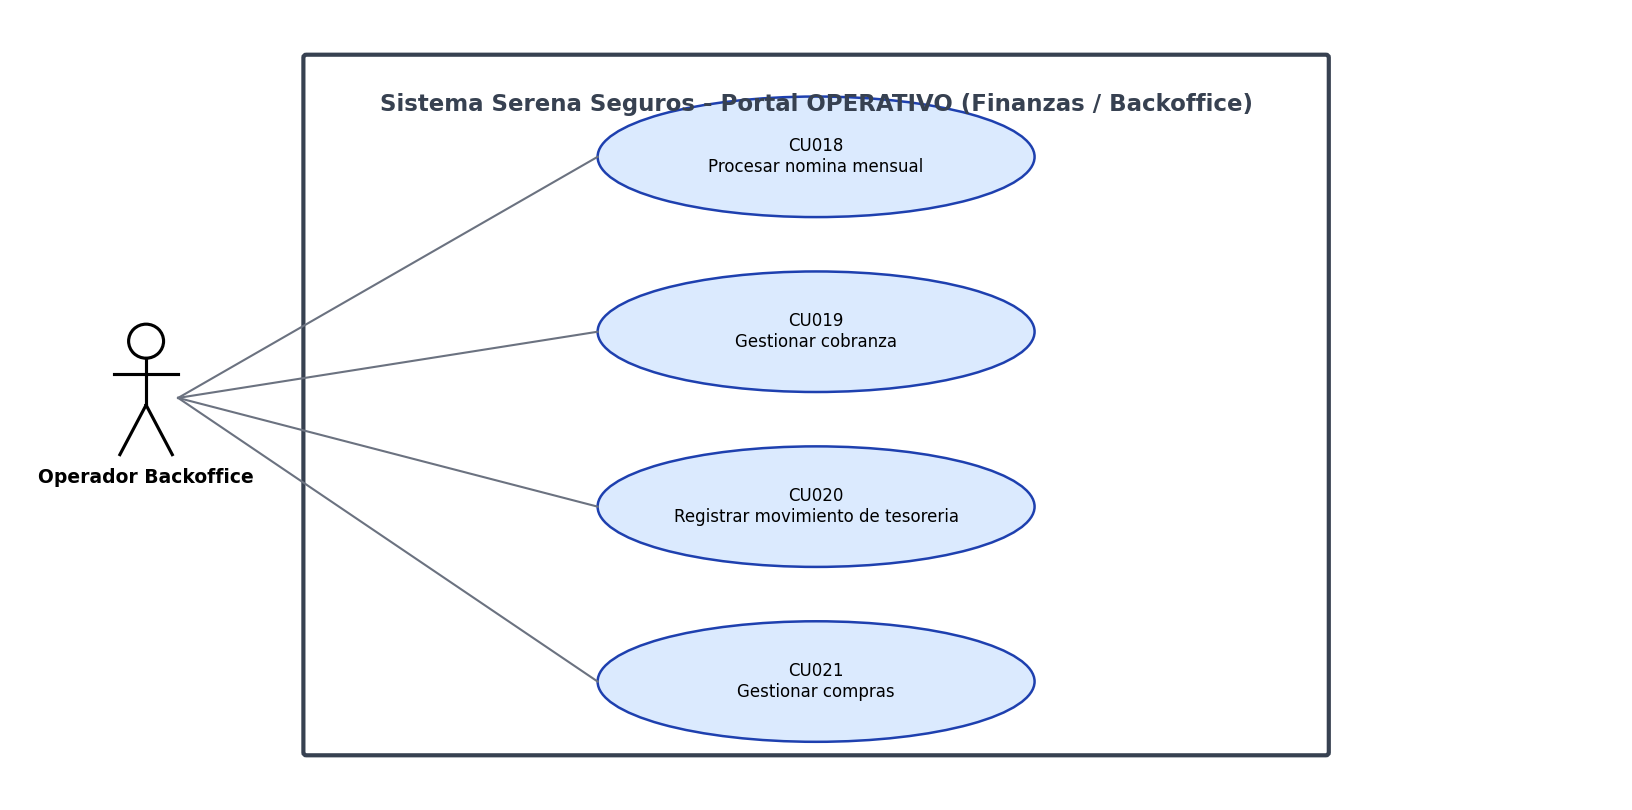 Sistema Serena Seguros - Portal OPERATIVO (Finanzas / Backoffice)
CU018
Procesar nomina mensual
CU019
Gestionar cobranza
Operador Backoffice
CU020
Registrar movimiento de tesoreria
CU021
Gestionar compras